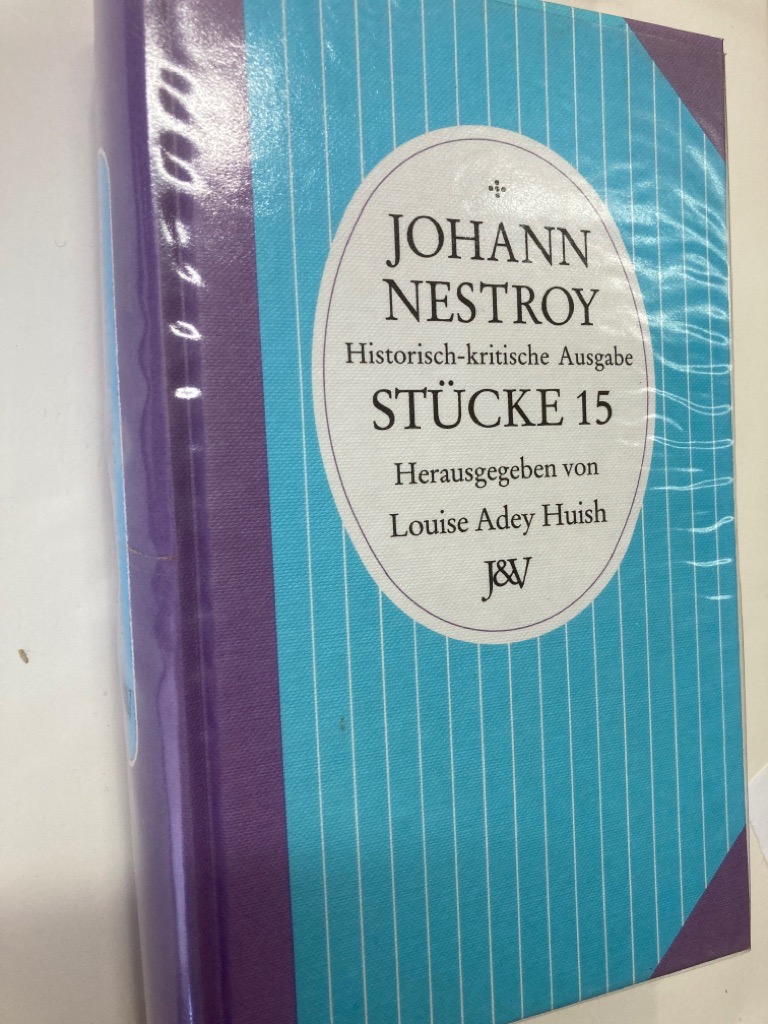 JOHANN
NESTROY
Historisch-kritische Ausgabe
STÜCKE 15
Herausgegeben von
Louise Adey Huish
J&V